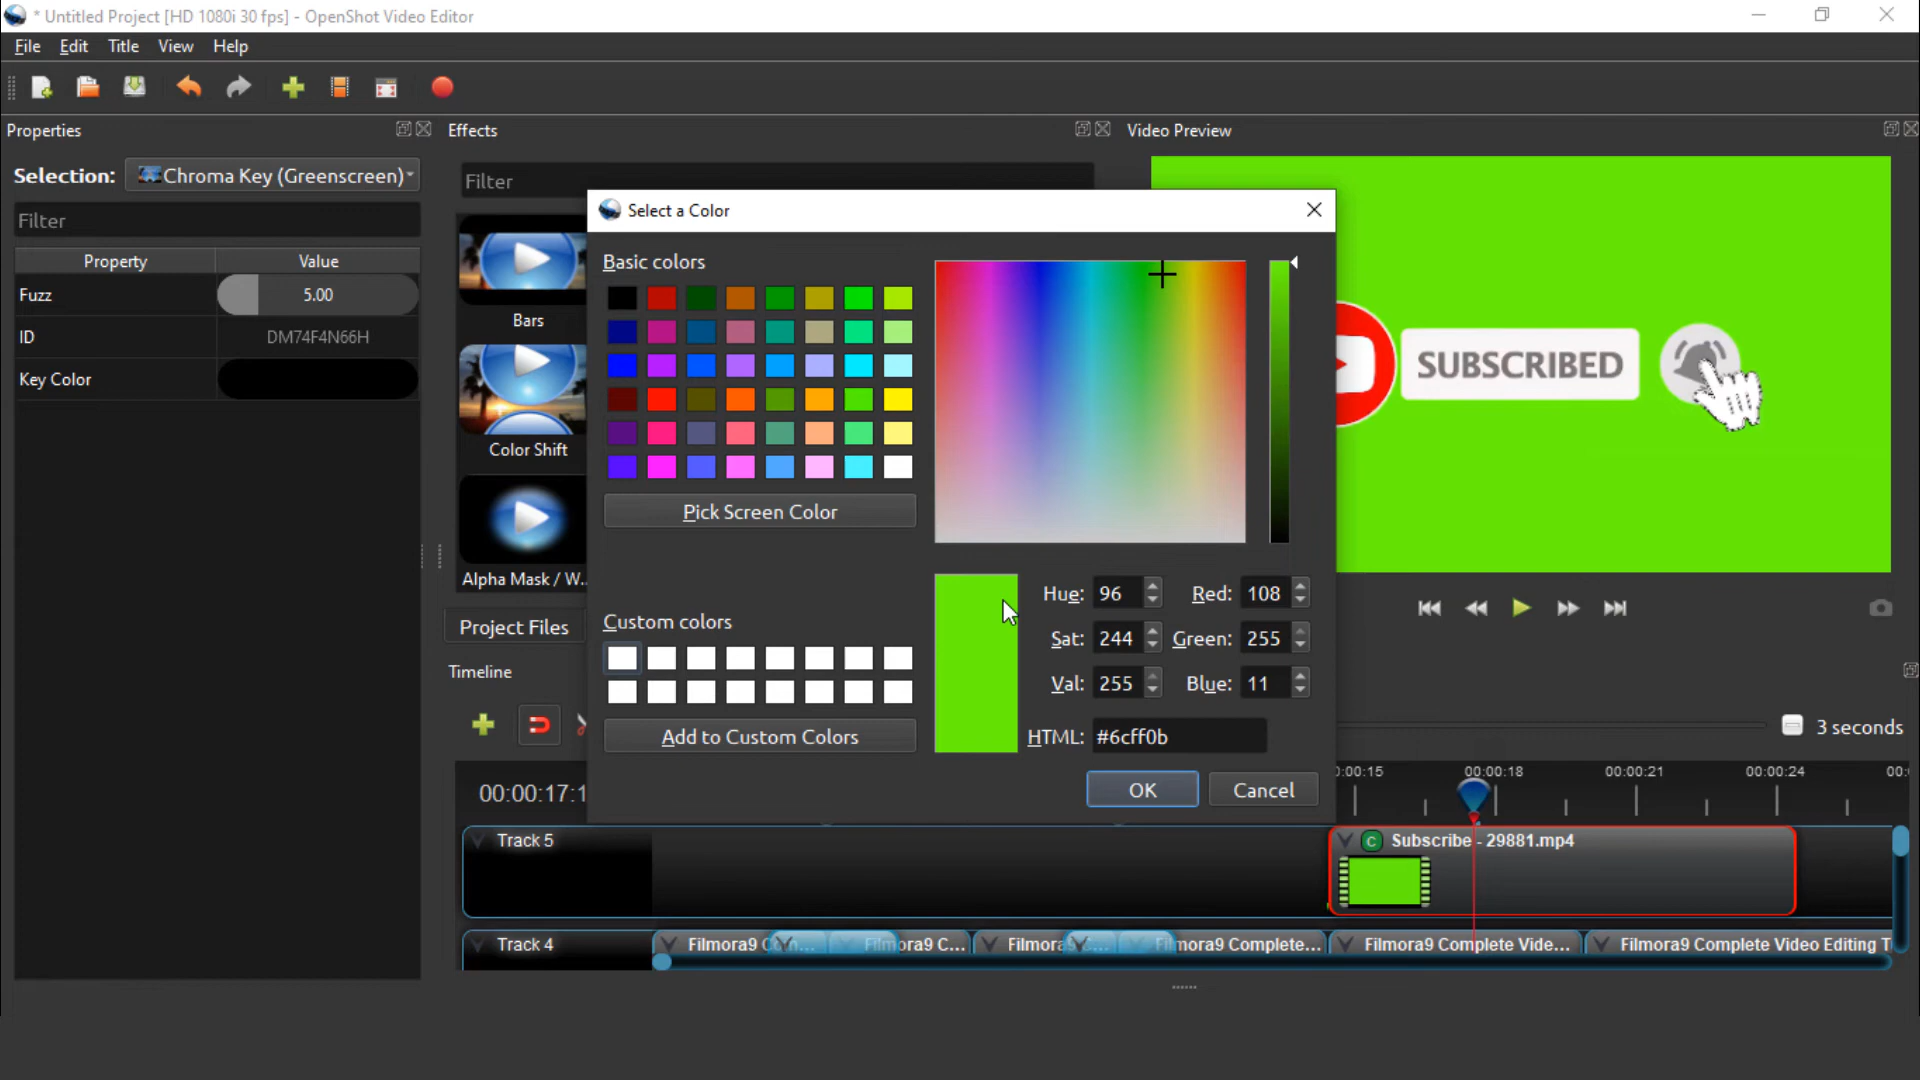 * Untitled Project [HD 1080i 30 fps] - OpenShot Video Editor
File Edit Title View Help
Properties
Effects
Video Preview
Selection: Chroma Key (Greenscreen)
Filter
Filter
Property Value
Fuzz 5.00
ID DM74F4N66H
Key Color
Bars
Color Shift
Alpha Mask / W...
Project Files
Select a Color
Basic colors
Pick Screen Color
Custom colors
Add to Custom Colors
Hue: 96 Red: 108
Sat: 244 Green: 255
Val: 255 Blue: 11
HTML: #6cff0b
OK Cancel
SUBSCRIBED
Timeline
3 seconds
00:00:17:1
0:00:15 00:00:18 00:00:21 00:00:24 00:
Track 5
C Subscribe - 29881.mp4
Track 4
Filmora9 Com... Filmora9 C... Filmora9 C... Filmora9 Complete... Filmora9 Complete Vide... Filmora9 Complete Video Editing T